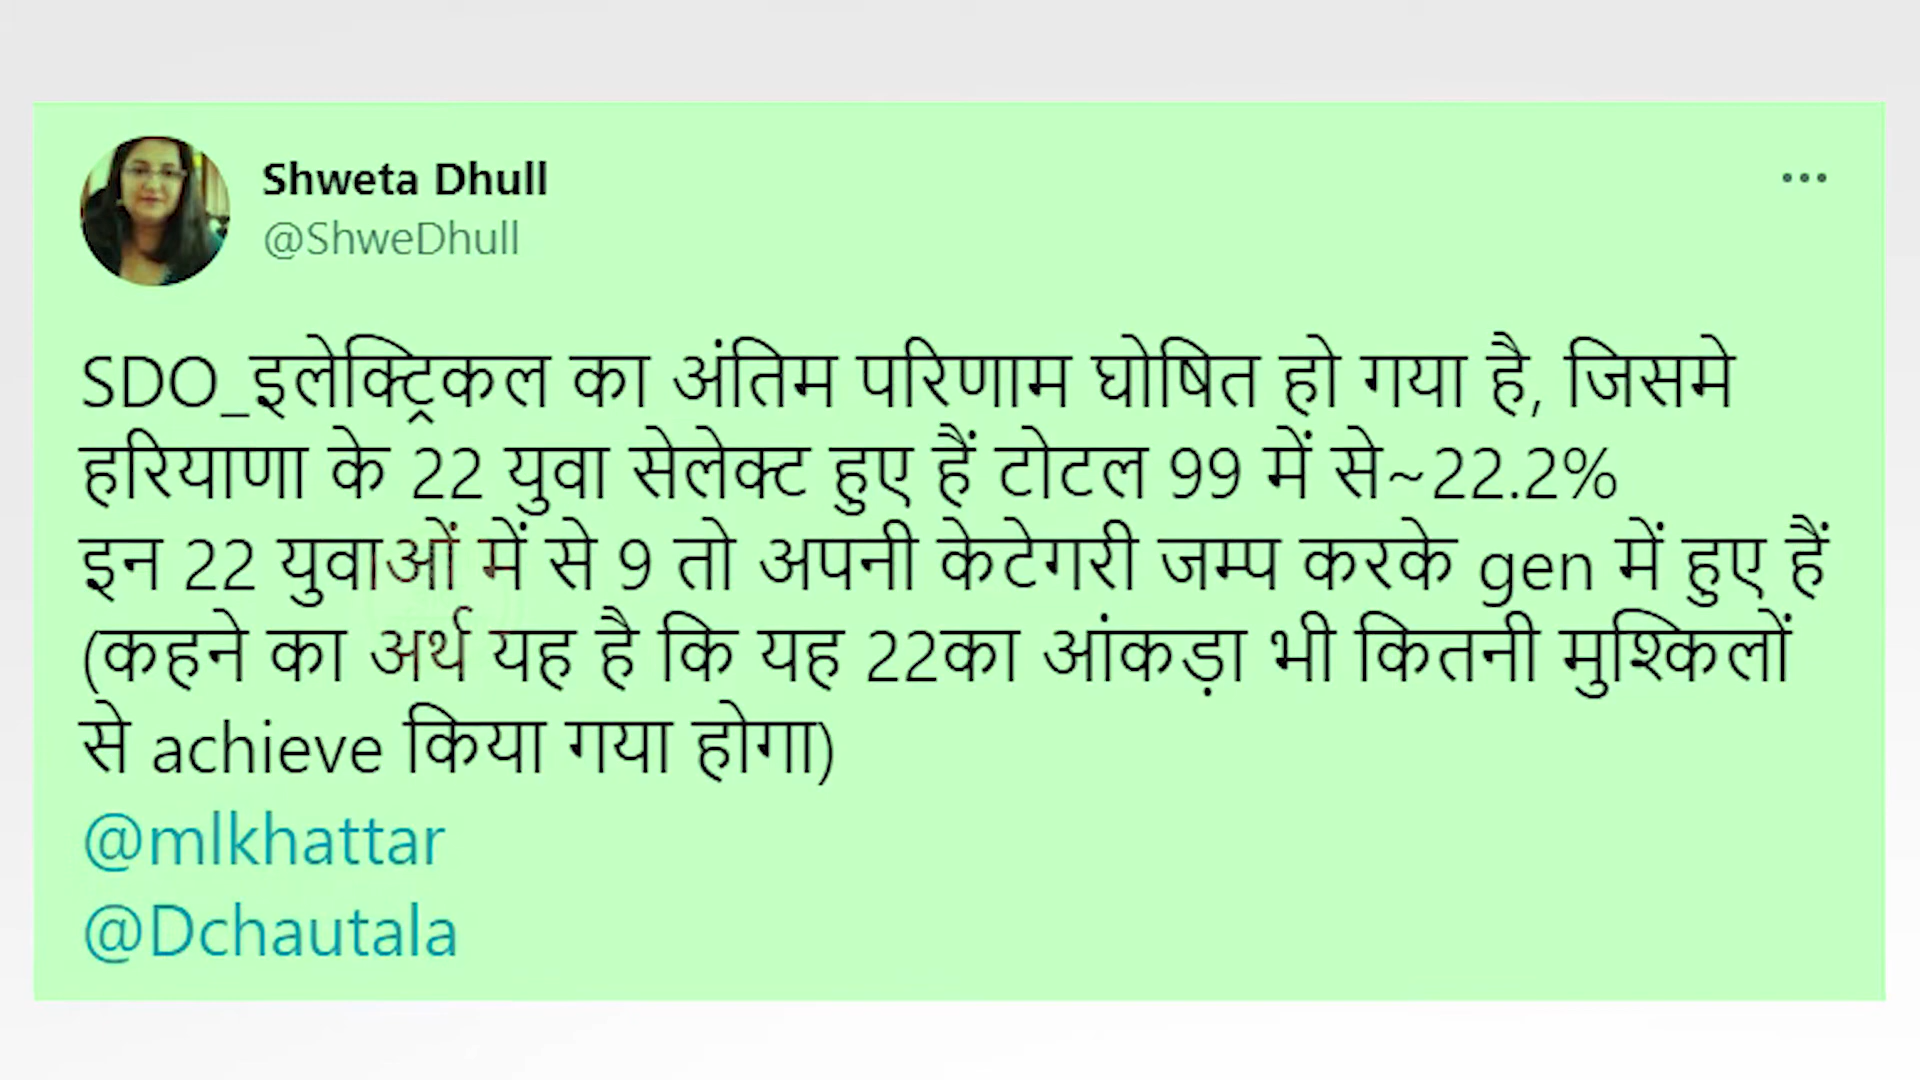 Shweta Dhull
@ShweDhull
SDO_इलेक्ट्रिकल का अंतिम परिणाम घोषित हो गया है, जिसमे
हरियाणा के 22 युवा सेलेक्ट हुए हैं टोटल 99 में से~22.2%
इन 22 युवाओं में से 9 तो अपनी केटेगरी जम्प करके gen में हुए हैं
(कहने का अर्थ यह है कि यह 22का आंकड़ा भी कितनी मुश्किलों
से achieve किया गया होगा)
@mlkhattar
@Dchautala